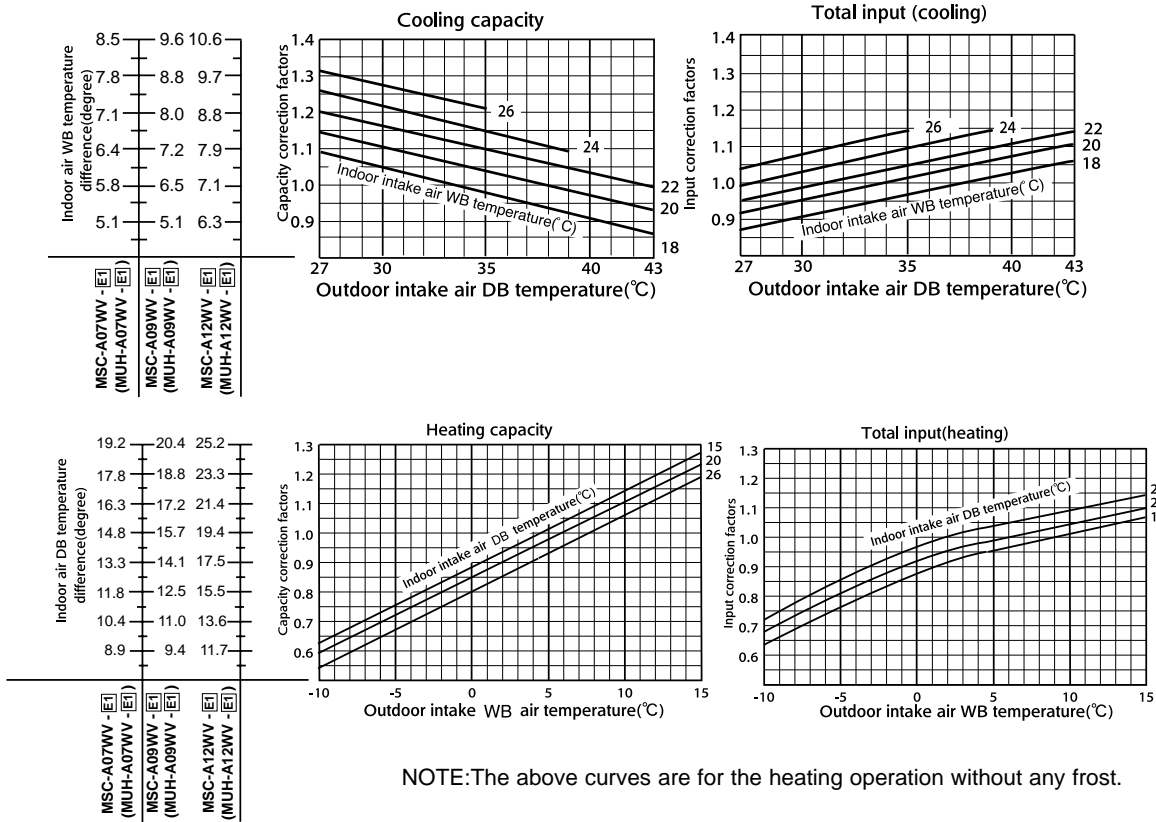 Cooling capacity
Indoor air WB temperature
difference(degree)
8.5 9.6 10.6
7.8 8.8 9.7
7.1 8.0 8.8
6.4 7.2 7.9
5.8 6.5 7.1
5.1 5.1 6.3
MSC-A07WV - E1
(MUH-A07WV - E1)
MSC-A09WV - E1
(MUH-A09WV - E1)
MSC-A12WV - E1
(MUH-A12WV - E1)
Capacity correction factors
1.4
1.3
1.2
1.1
1.0
0.9
26
24
22
20
18
Indoor intake air WB temperature(°C)
27 30 35 40 43
Outdoor intake air DB temperature(°C)
Total input (cooling)
Input correction factors
1.4
1.3
1.2
1.1
1.0
0.9
26 24 22
20
18
Indoor intake air WB temperature(°C)
27 30 35 40 43
Outdoor intake air DB temperature(°C)
Heating capacity
Indoor air DB temperature
difference(degree)
19.2 20.4 25.2
17.8 18.8 23.3
16.3 17.2 21.4
14.8 15.7 19.4
13.3 14.1 17.5
11.8 12.5 15.5
10.4 11.0 13.6
8.9 9.4 11.7
MSC-A07WV - E1
(MUH-A07WV - E1)
MSC-A09WV - E1
(MUH-A09WV - E1)
MSC-A12WV - E1
(MUH-A12WV - E1)
Capacity correction factors
1.3
1.2
1.1
1.0
0.9
0.8
0.7
0.6
15
20
26
Indoor intake air DB temperature(°C)
-10 -5 0 5 10 15
Outdoor intake WB air temperature(°C)
Total input(heating)
Input correction factors
1.3
1.2
1.1
1.0
0.9
0.8
0.7
0.6
Indoor intake air DB temperature(°C)
-10 -5 0 5 10 15
Outdoor intake air WB temperature(°C)
NOTE:The above curves are for the heating operation without any frost.